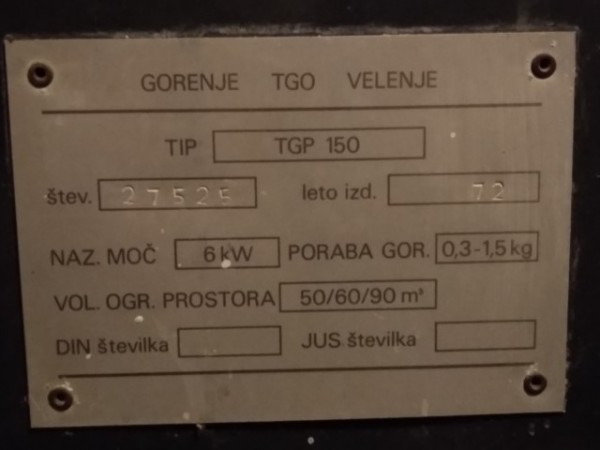 GORENJE TGO VELENJE
TIP TGP 150
štev. 27525 leto izd. 72
NAZ. MOČ 6 kW PORABA GOR. 0,3-1,5 kg
VOL. OGR. PROSTORA 50/60/90 m³
DIN številka JUS številka